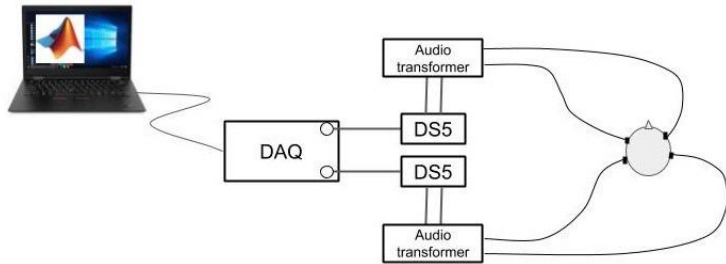 Audio
transformer
DS5
DAQ
DS5
Audio
transformer